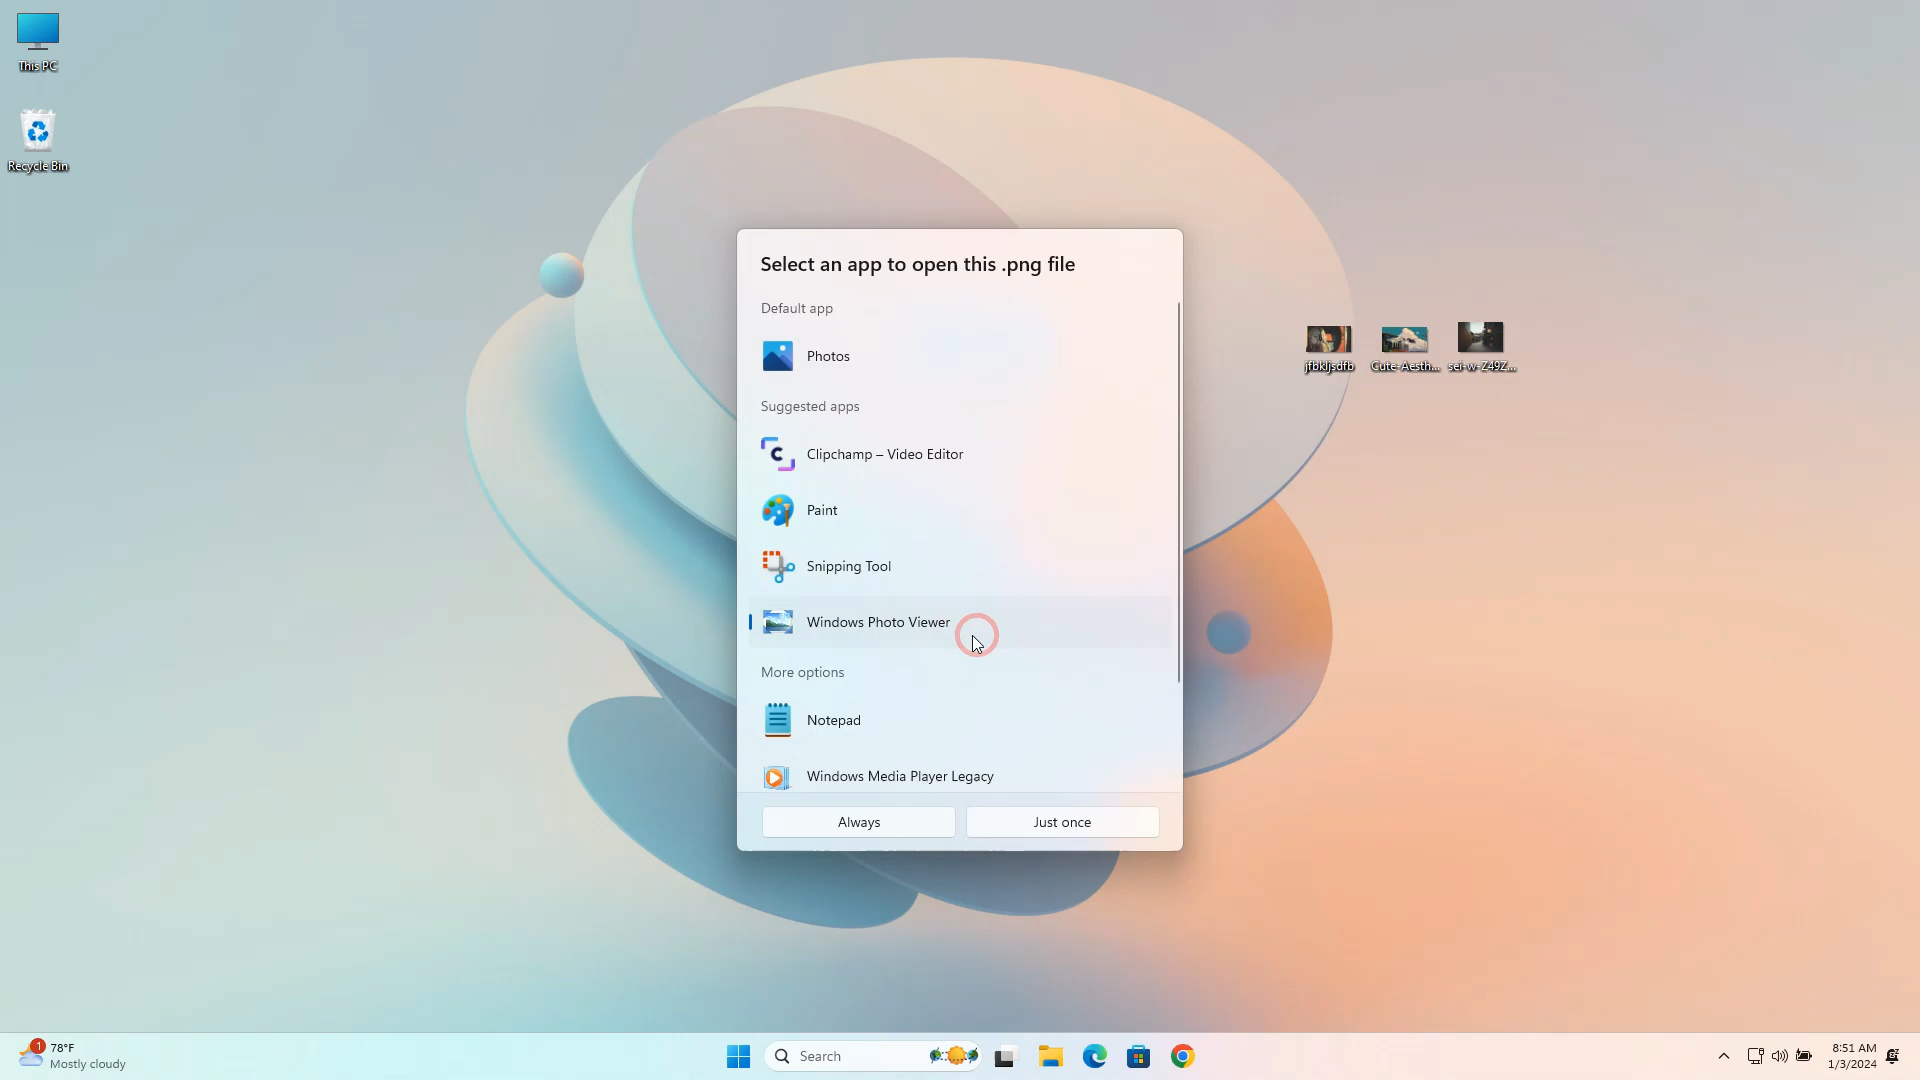 This PC
Recycle Bin
Select an app to open this .png file
Default app
Photos
Suggested apps
Clipchamp – Video Editor
Paint
Snipping Tool
Windows Photo Viewer
More options
Notepad
Windows Media Player Legacy
Always
Just once
jfbkljsdfb
Cute-Aesth...
sei-w-Z49Z...
1
78°F
Mostly cloudy
Search
8:51 AM
1/3/2024